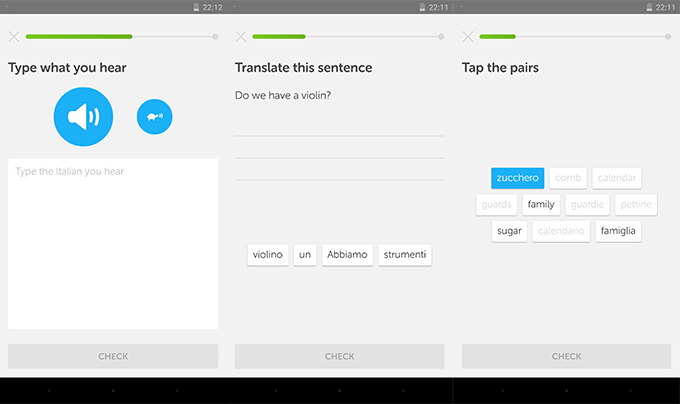 22:12
Type what you hear
Type the Italian you hear
CHECK
22:11
Translate this sentence
Do we have a violin?
violino un Abbiamo strumenti
CHECK
22:11
Tap the pairs
zucchero comb calendar
guards family guardie pettine
sugar calendario famiglia
CHECK